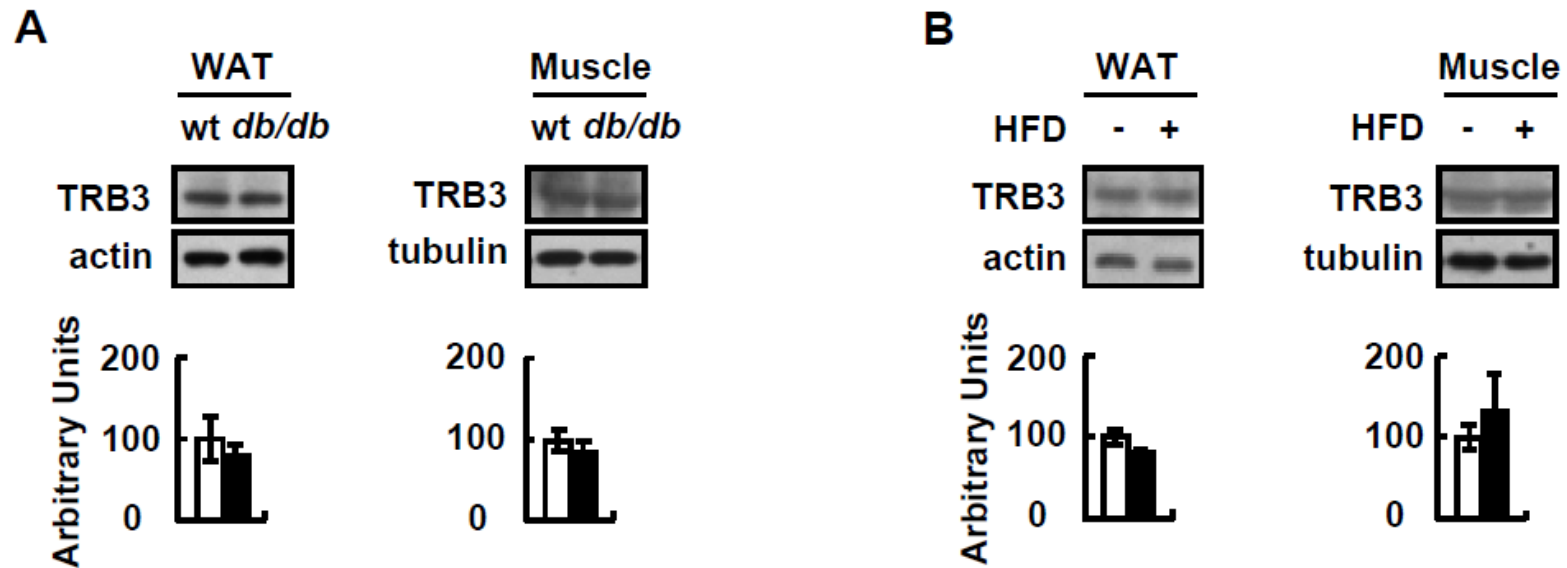 A
WAT
wt db/db
TRB3
actin
Arbitrary Units
200
100
0
Muscle
wt db/db
TRB3
tubulin
200
100
0
B
WAT
HFD - +
TRB3
actin
Arbitrary Units
200
100
0
Muscle
HFD - +
TRB3
tubulin
200
100
0